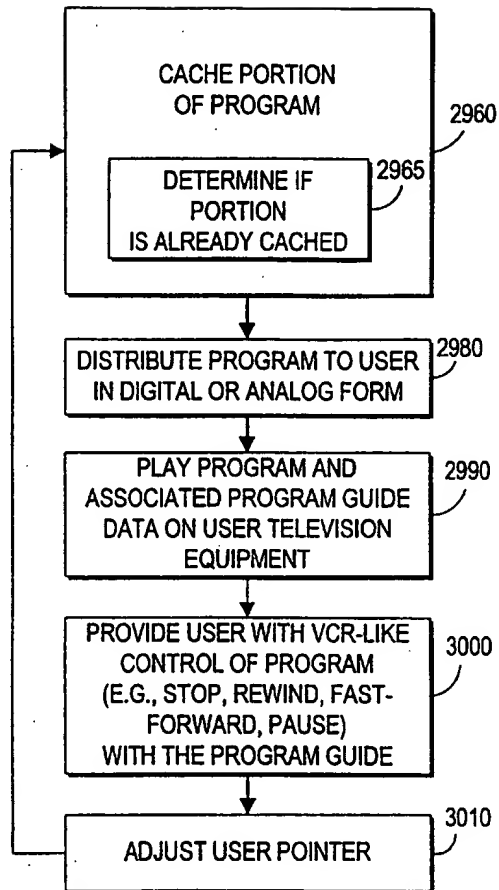 CACHE PORTION
OF PROGRAM
2960
DETERMINE IF
PORTION
IS ALREADY CACHED
2965
DISTRIBUTE PROGRAM TO USER
IN DIGITAL OR ANALOG FORM
2980
PLAY PROGRAM AND
ASSOCIATED PROGRAM GUIDE
DATA ON USER TELEVISION
EQUIPMENT
2990
PROVIDE USER WITH VCR-LIKE
CONTROL OF PROGRAM
(E.G., STOP, REWIND, FAST-
FORWARD, PAUSE)
WITH THE PROGRAM GUIDE
3000
ADJUST USER POINTER
3010